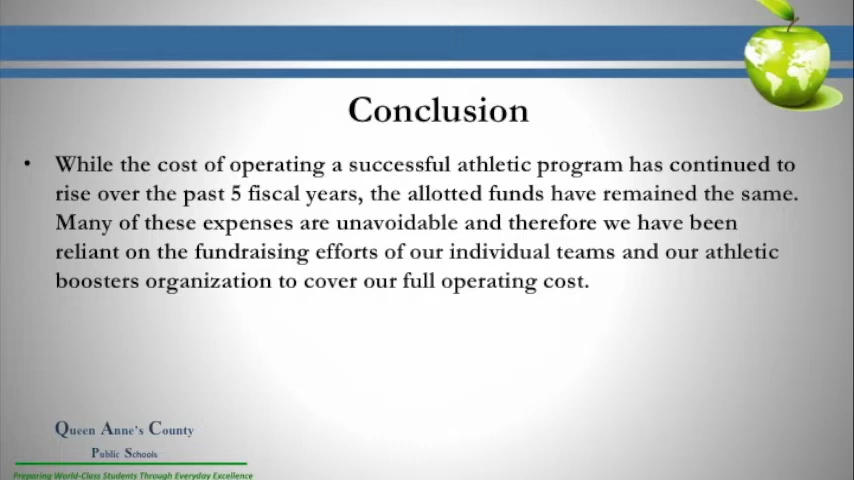 Conclusion
• While the cost of operating a successful athletic program has continued to
rise over the past 5 fiscal years, the allotted funds have remained the same.
Many of these expenses are unavoidable and therefore we have been
reliant on the fundraising efforts of our individual teams and our athletic
boosters organization to cover our full operating cost.
Queen Anne's County
Public Schools
Preparing World-Class Students Through Everyday Excellence